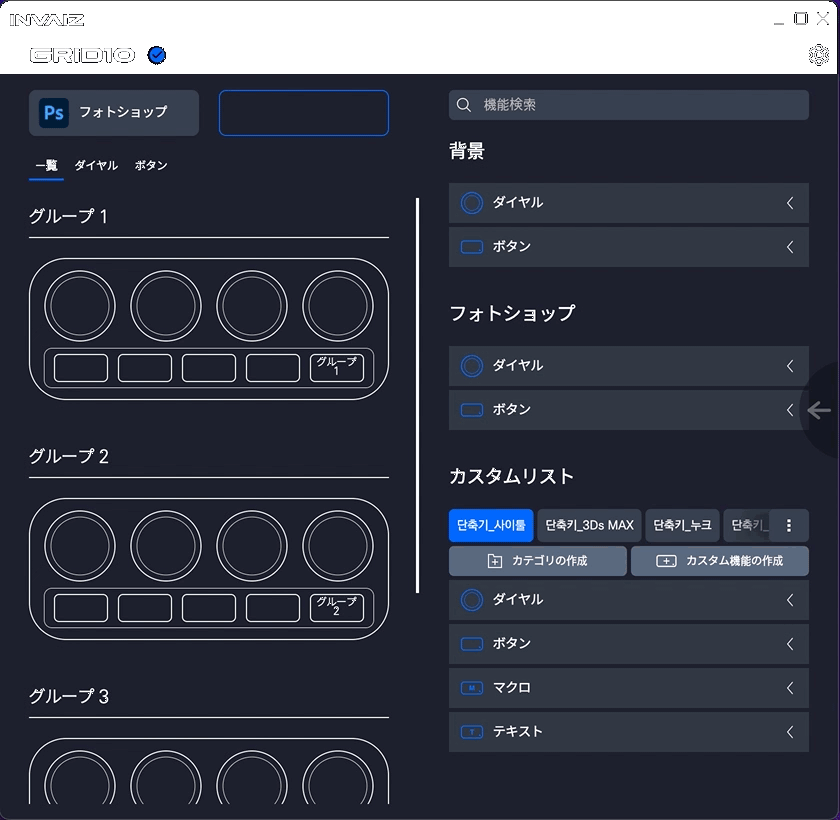 INVAIZ
GRID10
Ps フォトショップ
一覧 ダイヤル ボタン
グループ 1
グループ
1
グループ 2
グループ
2
グループ 3
機能検索
背景
ダイヤル
ボタン
フォトショップ
ダイヤル
ボタン
カスタムリスト
단축기_사이툴 단축키_3Ds MAX 단축키_누크 단축키_
カテゴリの作成 カスタム機能の作成
ダイヤル
ボタン
M マクロ
T テキスト